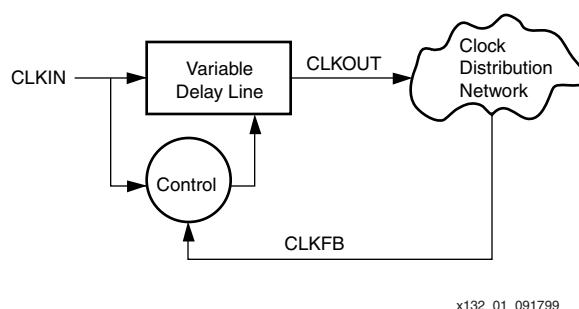 CLKIN
Variable
Delay Line
CLKOUT
Clock
Distribution
Network
Control
CLKFB
x132_01_091799